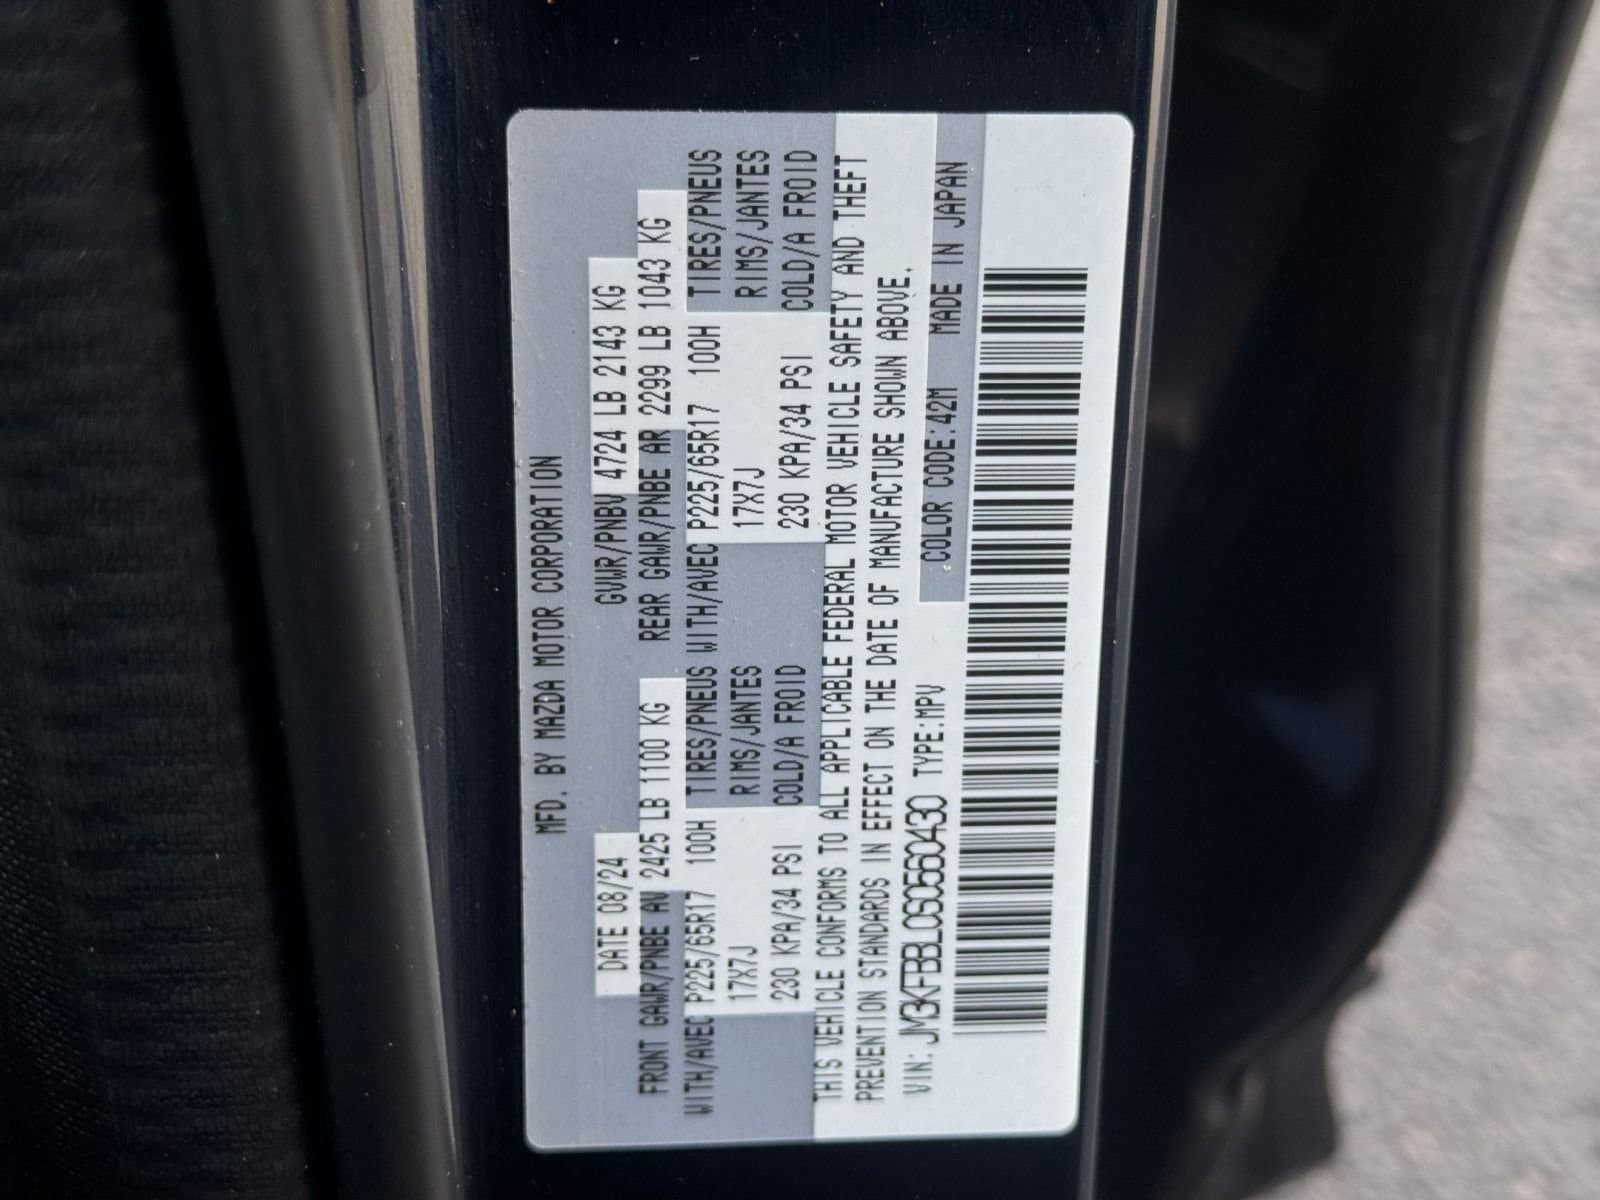 MFD. BY MAZDA MOTOR CORPORATION
DATE 08/24 GVWR/PNBV 4724 LB 2143 KG
FRONT GAWR/PNBE AV 2425 LB 1100 KG REAR GAWR/PNBE AR 2299 LB 1043 KG
WITH/AVEC P225/65R17 100H TIRES/PNEUS WITH/AVEC P225/65R17 100H TIRES/PNEUS
17X7J RIMS/JANTES 17X7J RIMS/JANTES
230 KPA/34 PSI COLD/A FROID 230 KPA/34 PSI COLD/A FROID
THIS VEHICLE CONFORMS TO ALL APPLICABLE FEDERAL MOTOR VEHICLE SAFETY AND THEFT
PREVENTION STANDARDS IN EFFECT ON THE DATE OF MANUFACTURE SHOWN ABOVE.
VIN: JM3KFBBL0S0560430 TYPE:MPV COLOR CODE:42M MADE IN JAPAN